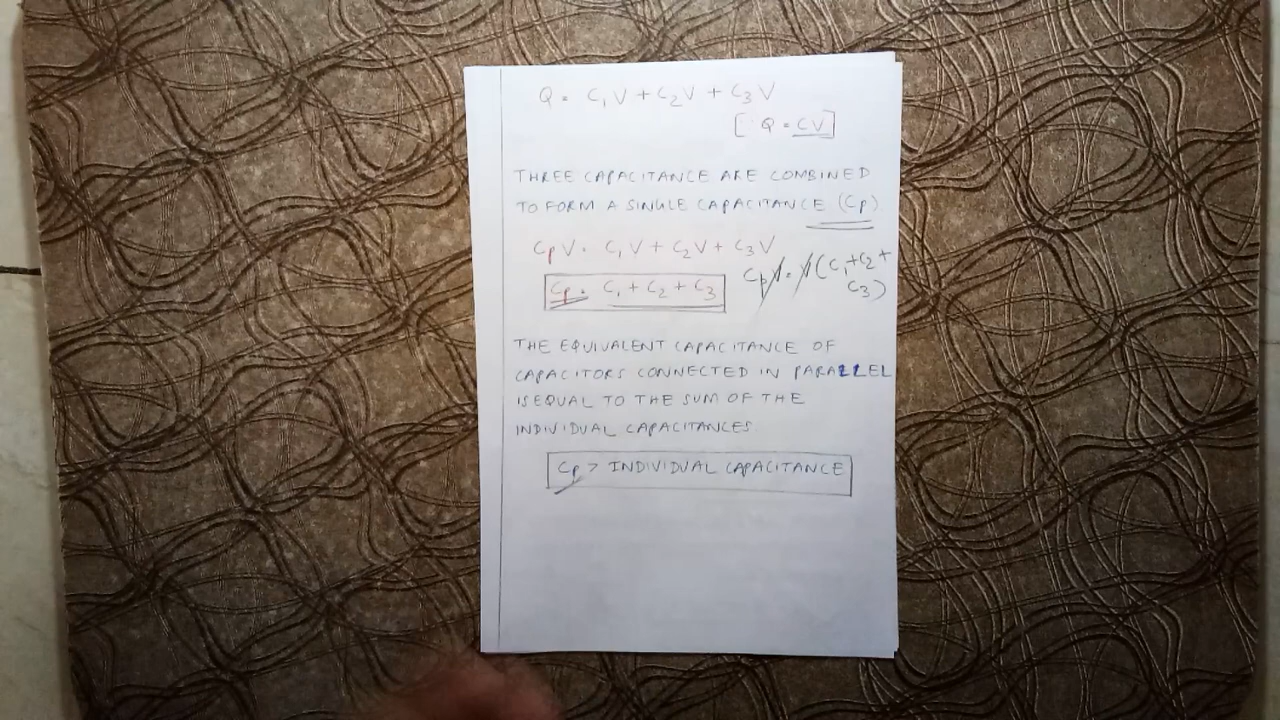 Q = C₁V + C₂V + C₃V
[∵ Q = CV]
THREE CAPACITANCE ARE COMBINED
TO FORM A SINGLE CAPACITANCE (Cp)
CpV = C₁V + C₂V + C₃V
Cp = C₁ + C₂ + C₃
CpV = V(C₁+C₂+
C₃)
THE EQUIVALENT CAPACITANCE OF
CAPACITORS CONNECTED IN PARALLEL
IS EQUAL TO THE SUM OF THE
INDIVIDUAL CAPACITANCES
Cp > INDIVIDUAL CAPACITANCE